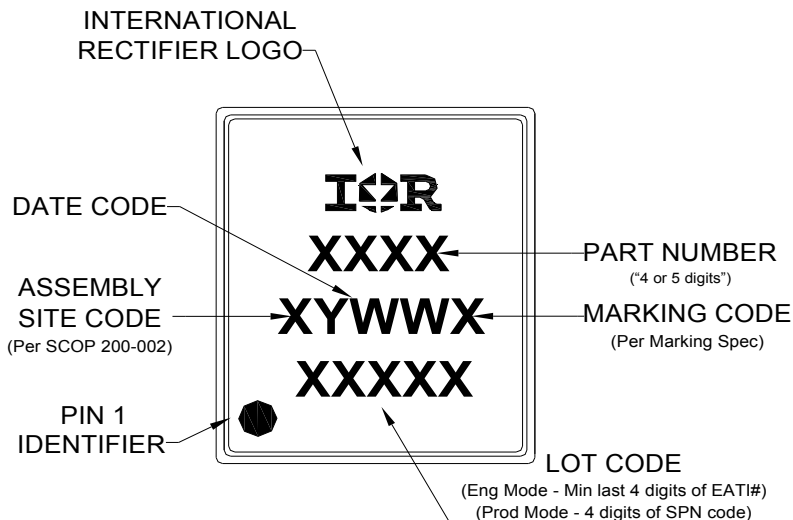 INTERNATIONAL
RECTIFIER LOGO
IOR
DATE CODE
XXXX
PART NUMBER
("4 or 5 digits")
ASSEMBLY
SITE CODE
(Per SCOP 200-002)
XYWWX
MARKING CODE
(Per Marking Spec)
XXXXX
PIN 1
IDENTIFIER
LOT CODE
(Eng Mode - Min last 4 digits of EATI#)
(Prod Mode - 4 digits of SPN code)